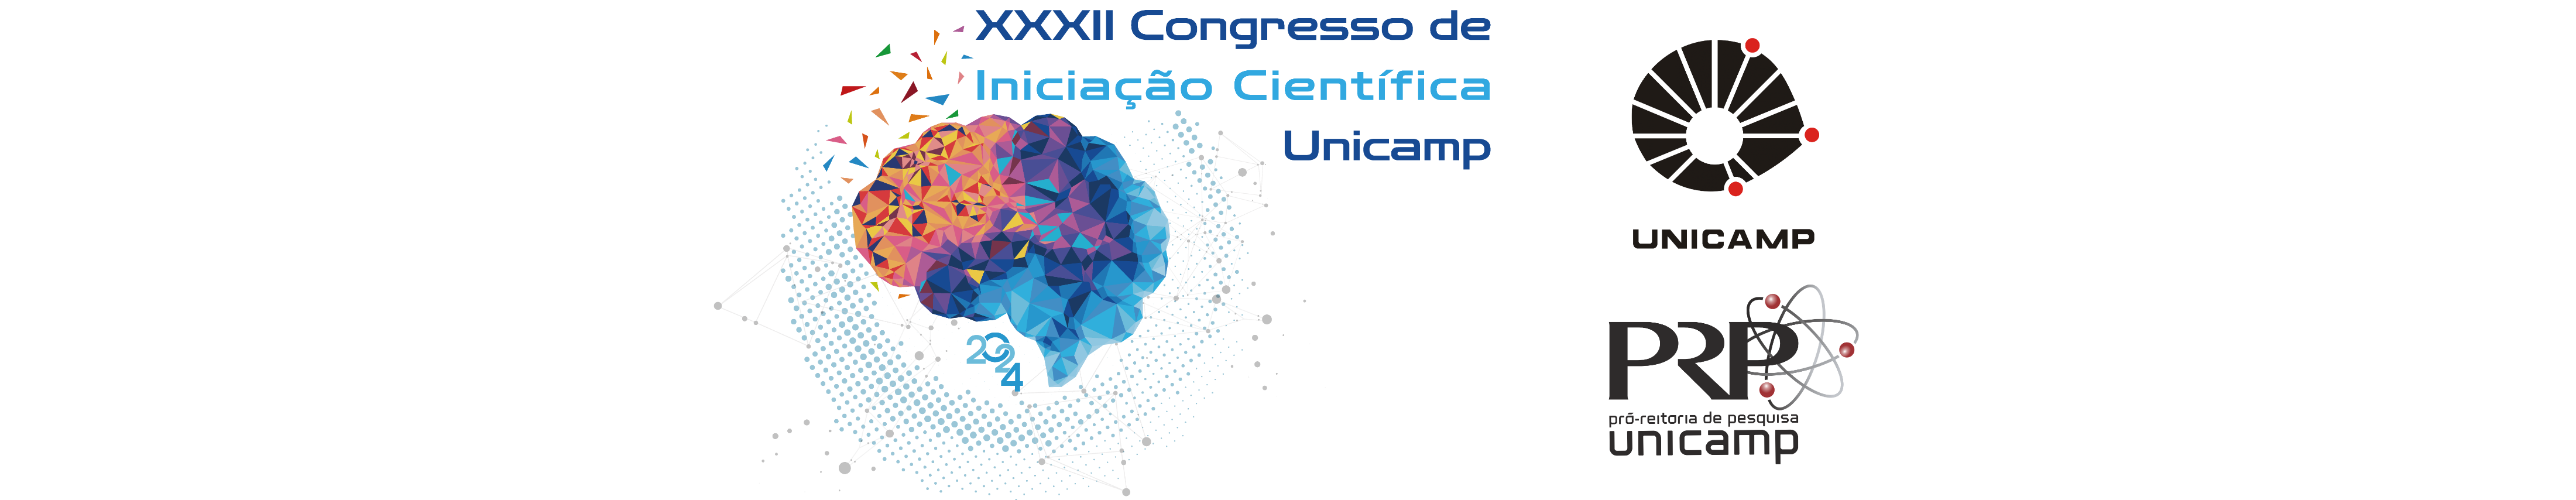 XXXII Congresso de
Iniciação Científica
Unicamp
2024
UNICAMP
PRP
pró-reitoria de pesquisa
unicamp